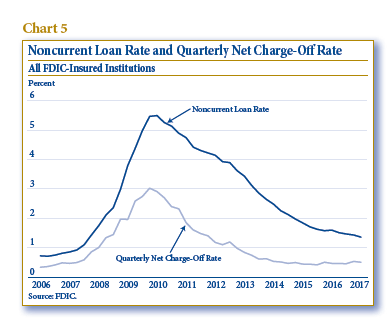 Chart 5
Noncurrent Loan Rate and Quarterly Net Charge-Off Rate
All FDIC-Insured Institutions
Percent
6
Noncurrent Loan Rate
5
4
3
2
1
Quarterly Net Charge-Off Rate
0
2006 2007 2008 2009 2010 2011 2012 2013 2014 2015 2016 2017
Source: FDIC.